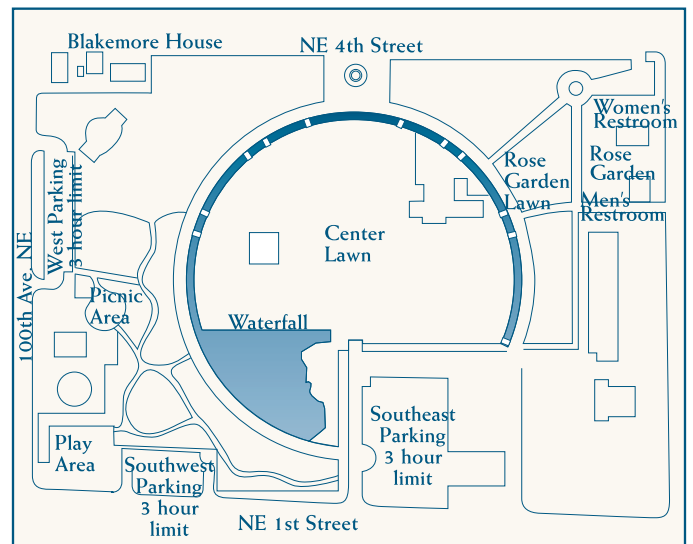 Blakemore House
NE 4th Street
Women's
Restroom
Rose
Garden
Men's
Restroom
Rose
Garden
Lawn
West Parking
3 hour limit
100th Ave. NE
Center
Lawn
Picnic
Area
Waterfall
Play
Area
Southwest
Parking
3 hour
limit
Southeast
Parking
3 hour
limit
NE 1st Street